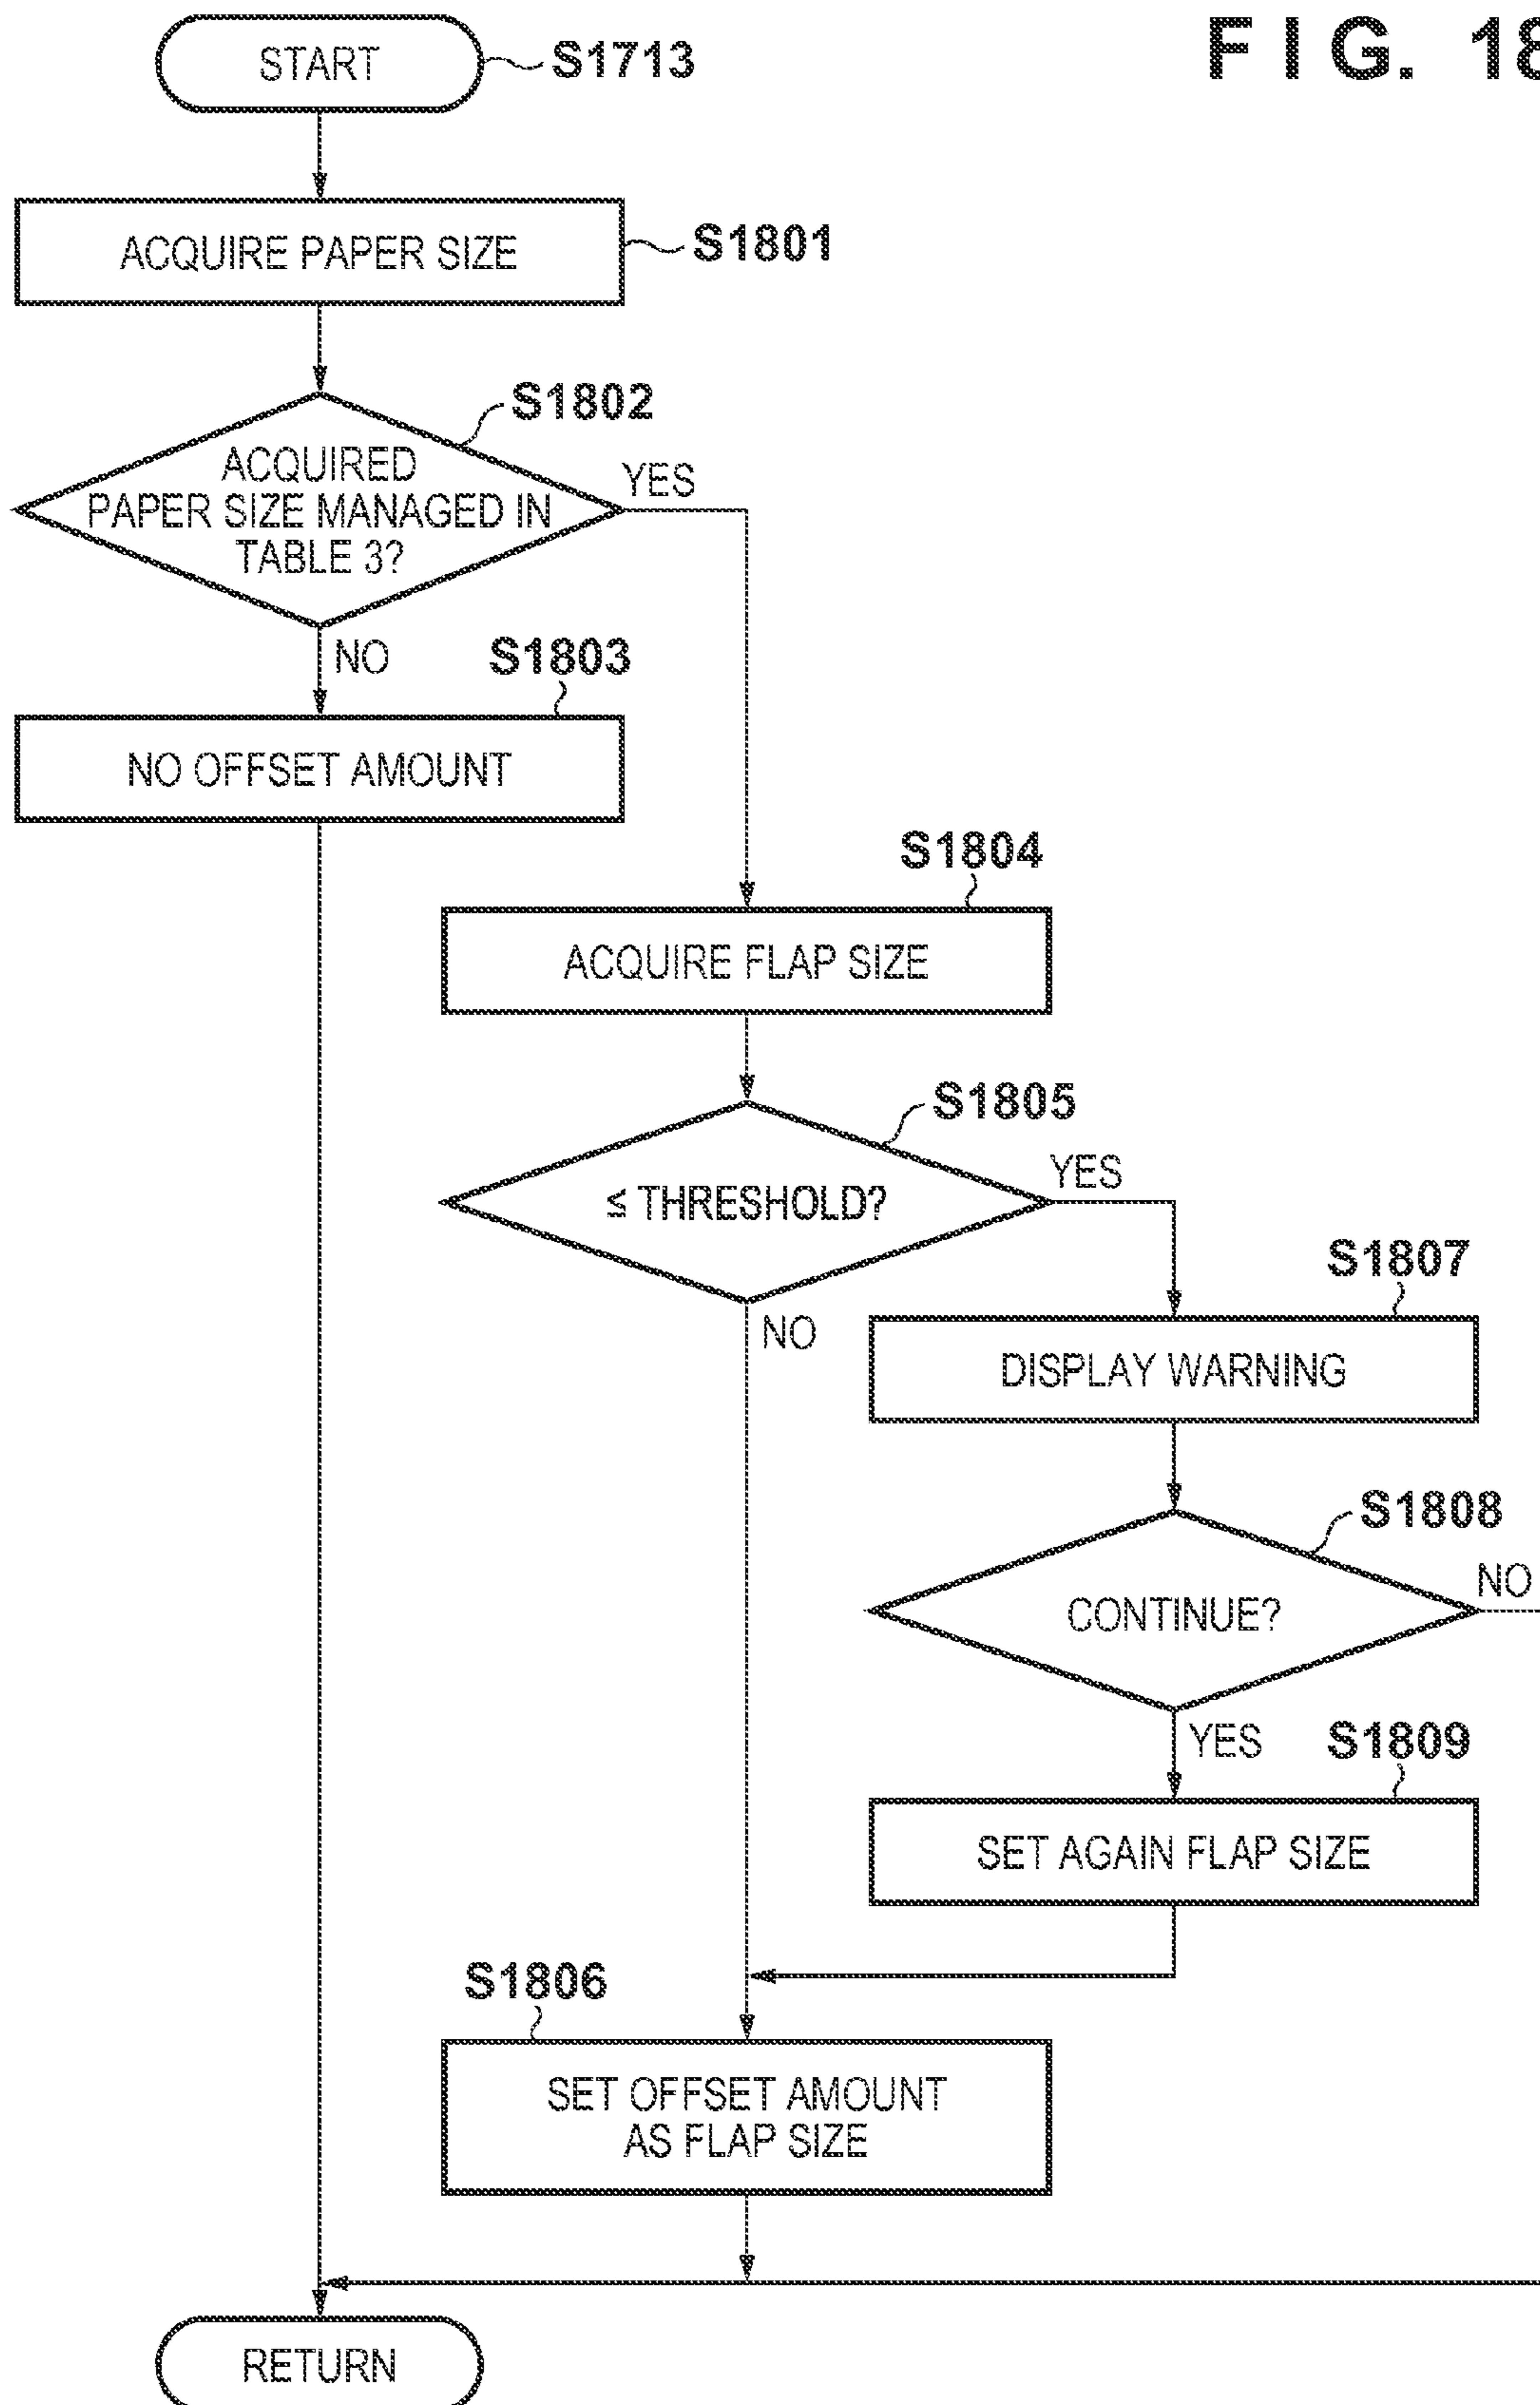 FIG. 18
START
S1713
ACQUIRE PAPER SIZE
S1801
S1802
ACQUIRED
PAPER SIZE MANAGED IN
TABLE 3?
YES
NO
S1803
NO OFFSET AMOUNT
S1804
ACQUIRE FLAP SIZE
S1805
≤ THRESHOLD?
YES
NO
S1807
DISPLAY WARNING
S1808
CONTINUE?
NO
YES
S1809
SET AGAIN FLAP SIZE
S1806
SET OFFSET AMOUNT
AS FLAP SIZE
RETURN